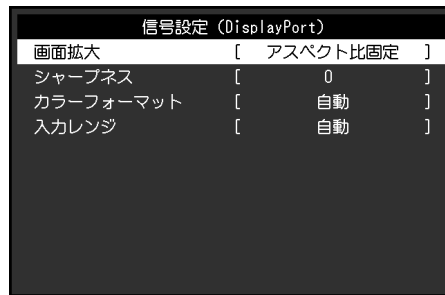 信号設定 (DisplayPort)
画面拡大 [ アスペクト比固定 ]
シャープネス [ 0 ]
カラーフォーマット [ 自動 ]
入力レンジ [ 自動 ]